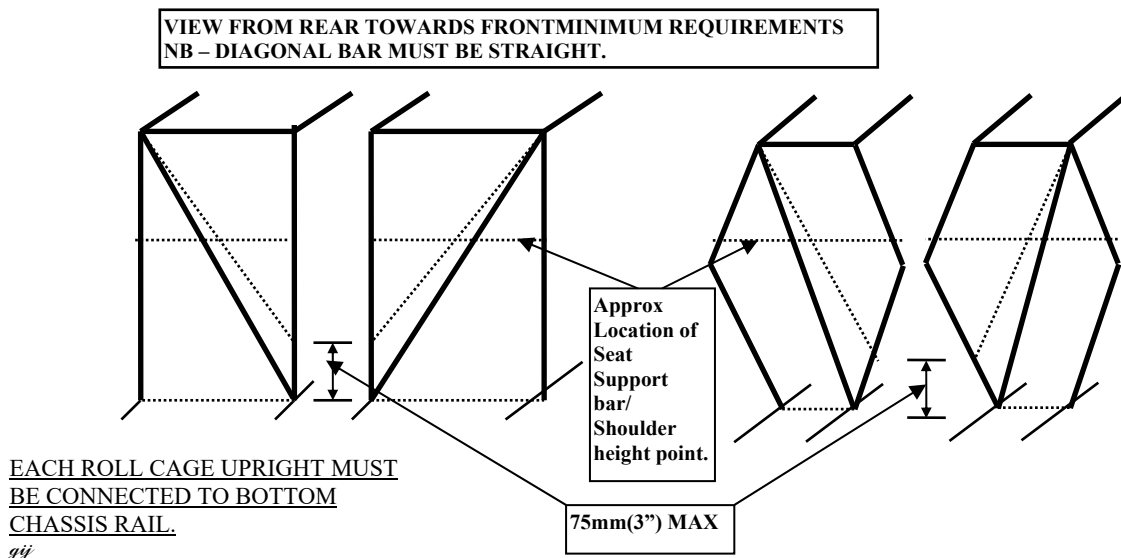 VIEW FROM REAR TOWARDS FRONTMINIMUM REQUIREMENTS
NB – DIAGONAL BAR MUST BE STRAIGHT.
Approx
Location of
Seat
Support
bar/
Shoulder
height point.
EACH ROLL CAGE UPRIGHT MUST
BE CONNECTED TO BOTTOM
CHASSIS RAIL.
75mm(3”) MAX
gij